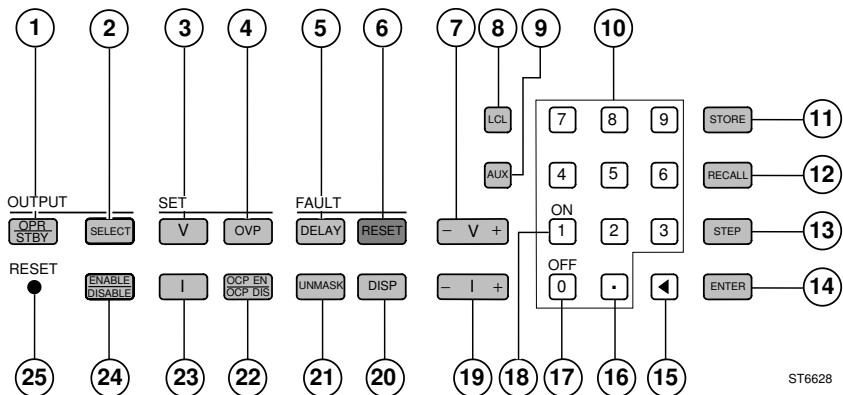 1 2 3 4 5 6 7 8 9 10
LCL 7 8 9 STORE 11
AUX 4 5 6 RECALL 12
OUTPUT SET FAULT ON
OPR
STBY SELECT V OVP DELAY RESET − V + 1 2 3 STEP 13
RESET OFF
ENABLE
DISABLE I OCP EN
OCP DIS UNMASK DISP − I + 0 . ◀ ENTER 14
25 24 23 22 21 20 19 18 17 16 15 ST6628